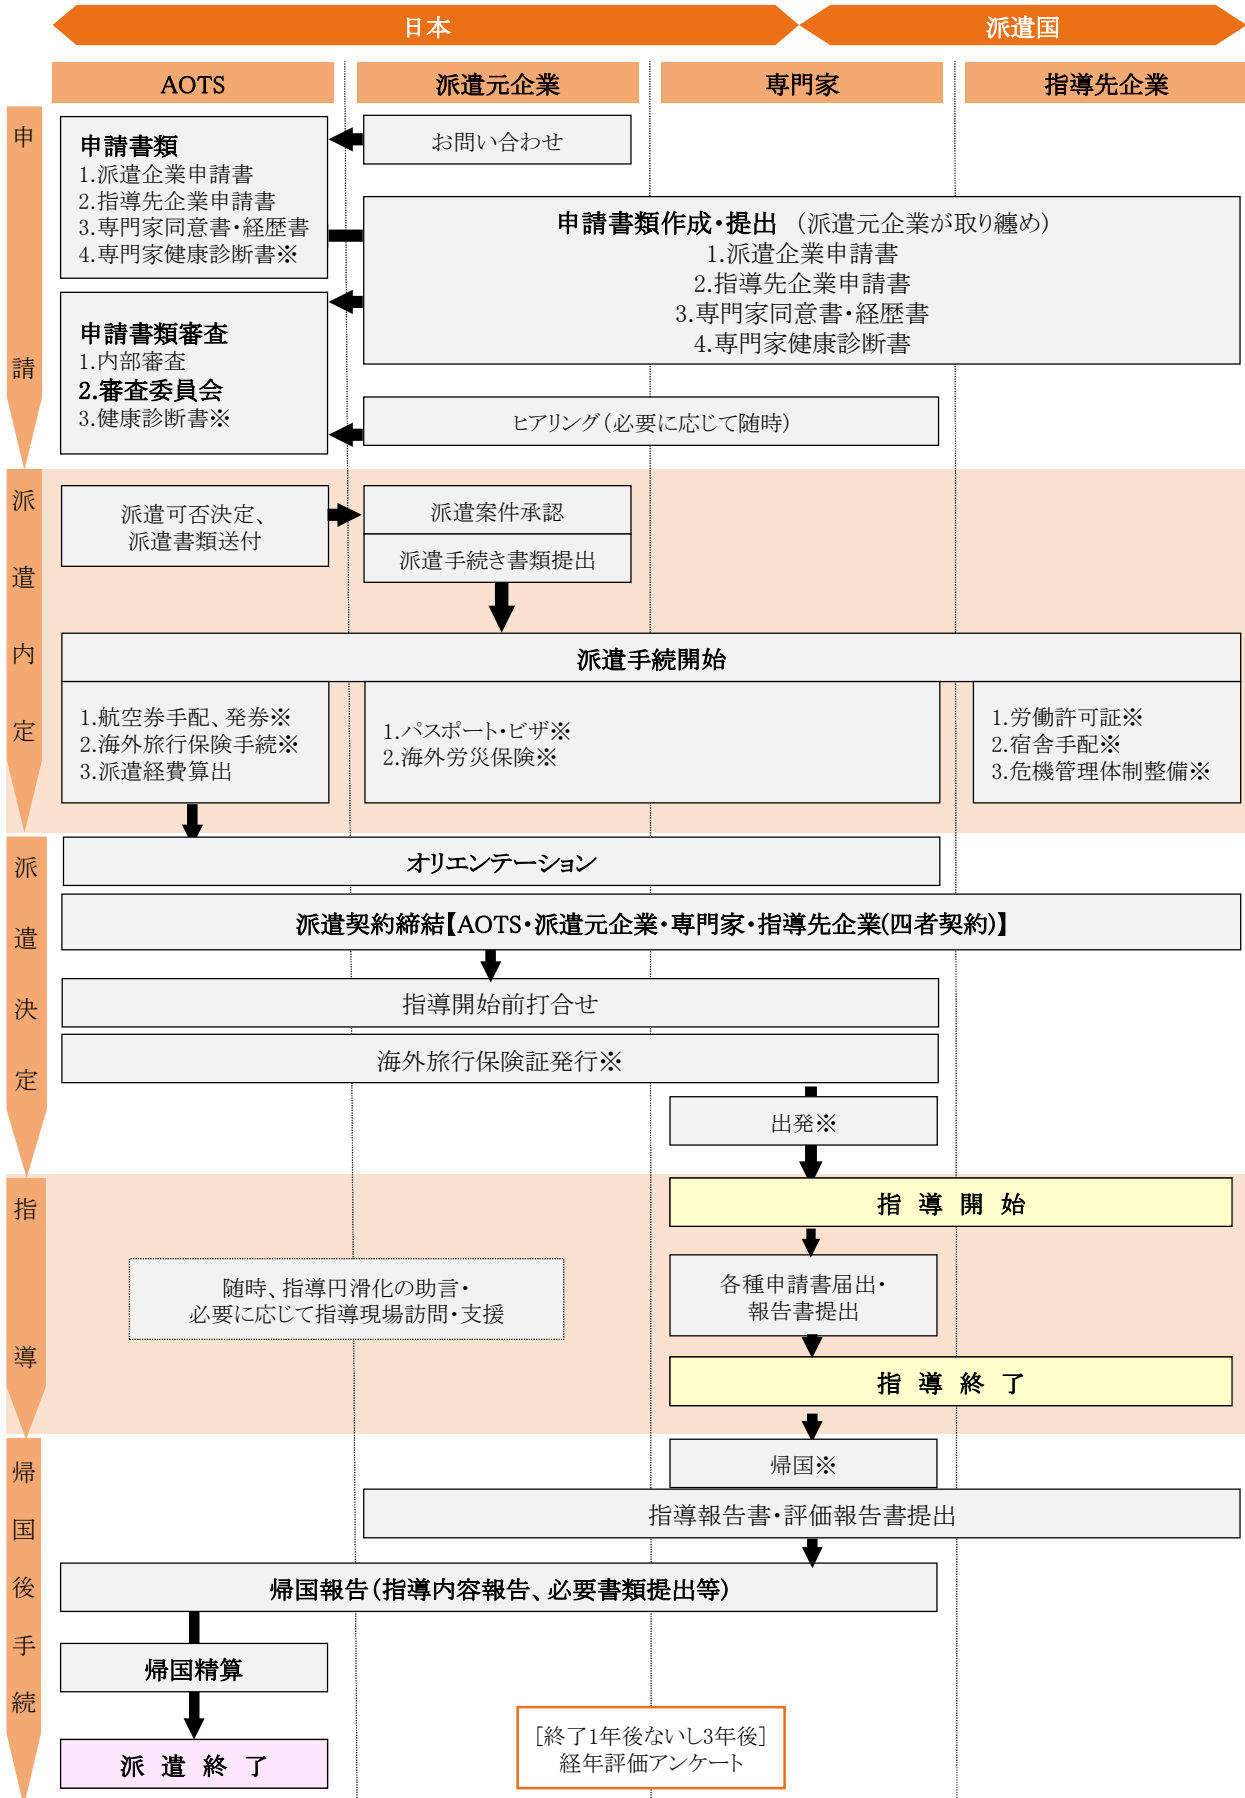 日本
派遣国
AOTS
派遣元企業
専門家
指導先企業
申請
お問い合わせ
申請書類
1.派遣企業申請書
2.指導先企業申請書
3.専門家同意書・経歴書
4.専門家健康診断書※
申請書類作成・提出 (派遣元企業が取り纏め)
1.派遣企業申請書
2.指導先企業申請書
3.専門家同意書・経歴書
4.専門家健康診断書
申請書類審査
1.内部審査
2.審査委員会
3.健康診断書※
ヒアリング(必要に応じて随時)
派遣内定
派遣可否決定、
派遣書類送付
派遣案件承認
派遣手続き書類提出
派遣手続開始
1.航空券手配、発券※
2.海外旅行保険手続※
3.派遣経費算出
1.パスポート・ビザ※
2.海外労災保険※
1.労働許可証※
2.宿舎手配※
3.危機管理体制整備※
派遣決定
オリエンテーション
派遣契約締結【AOTS・派遣元企業・専門家・指導先企業(四者契約)】
指導開始前打合せ
海外旅行保険証発行※
出発※
指導
指 導 開 始
随時、指導円滑化の助言・
必要に応じて指導現場訪問・支援
各種申請書届出・
報告書提出
指 導 終 了
帰国後手続
帰国※
指導報告書・評価報告書提出
帰国報告(指導内容報告、必要書類提出等)
帰国精算
[終了1年後ないし3年後]
経年評価アンケート
派 遣 終 了